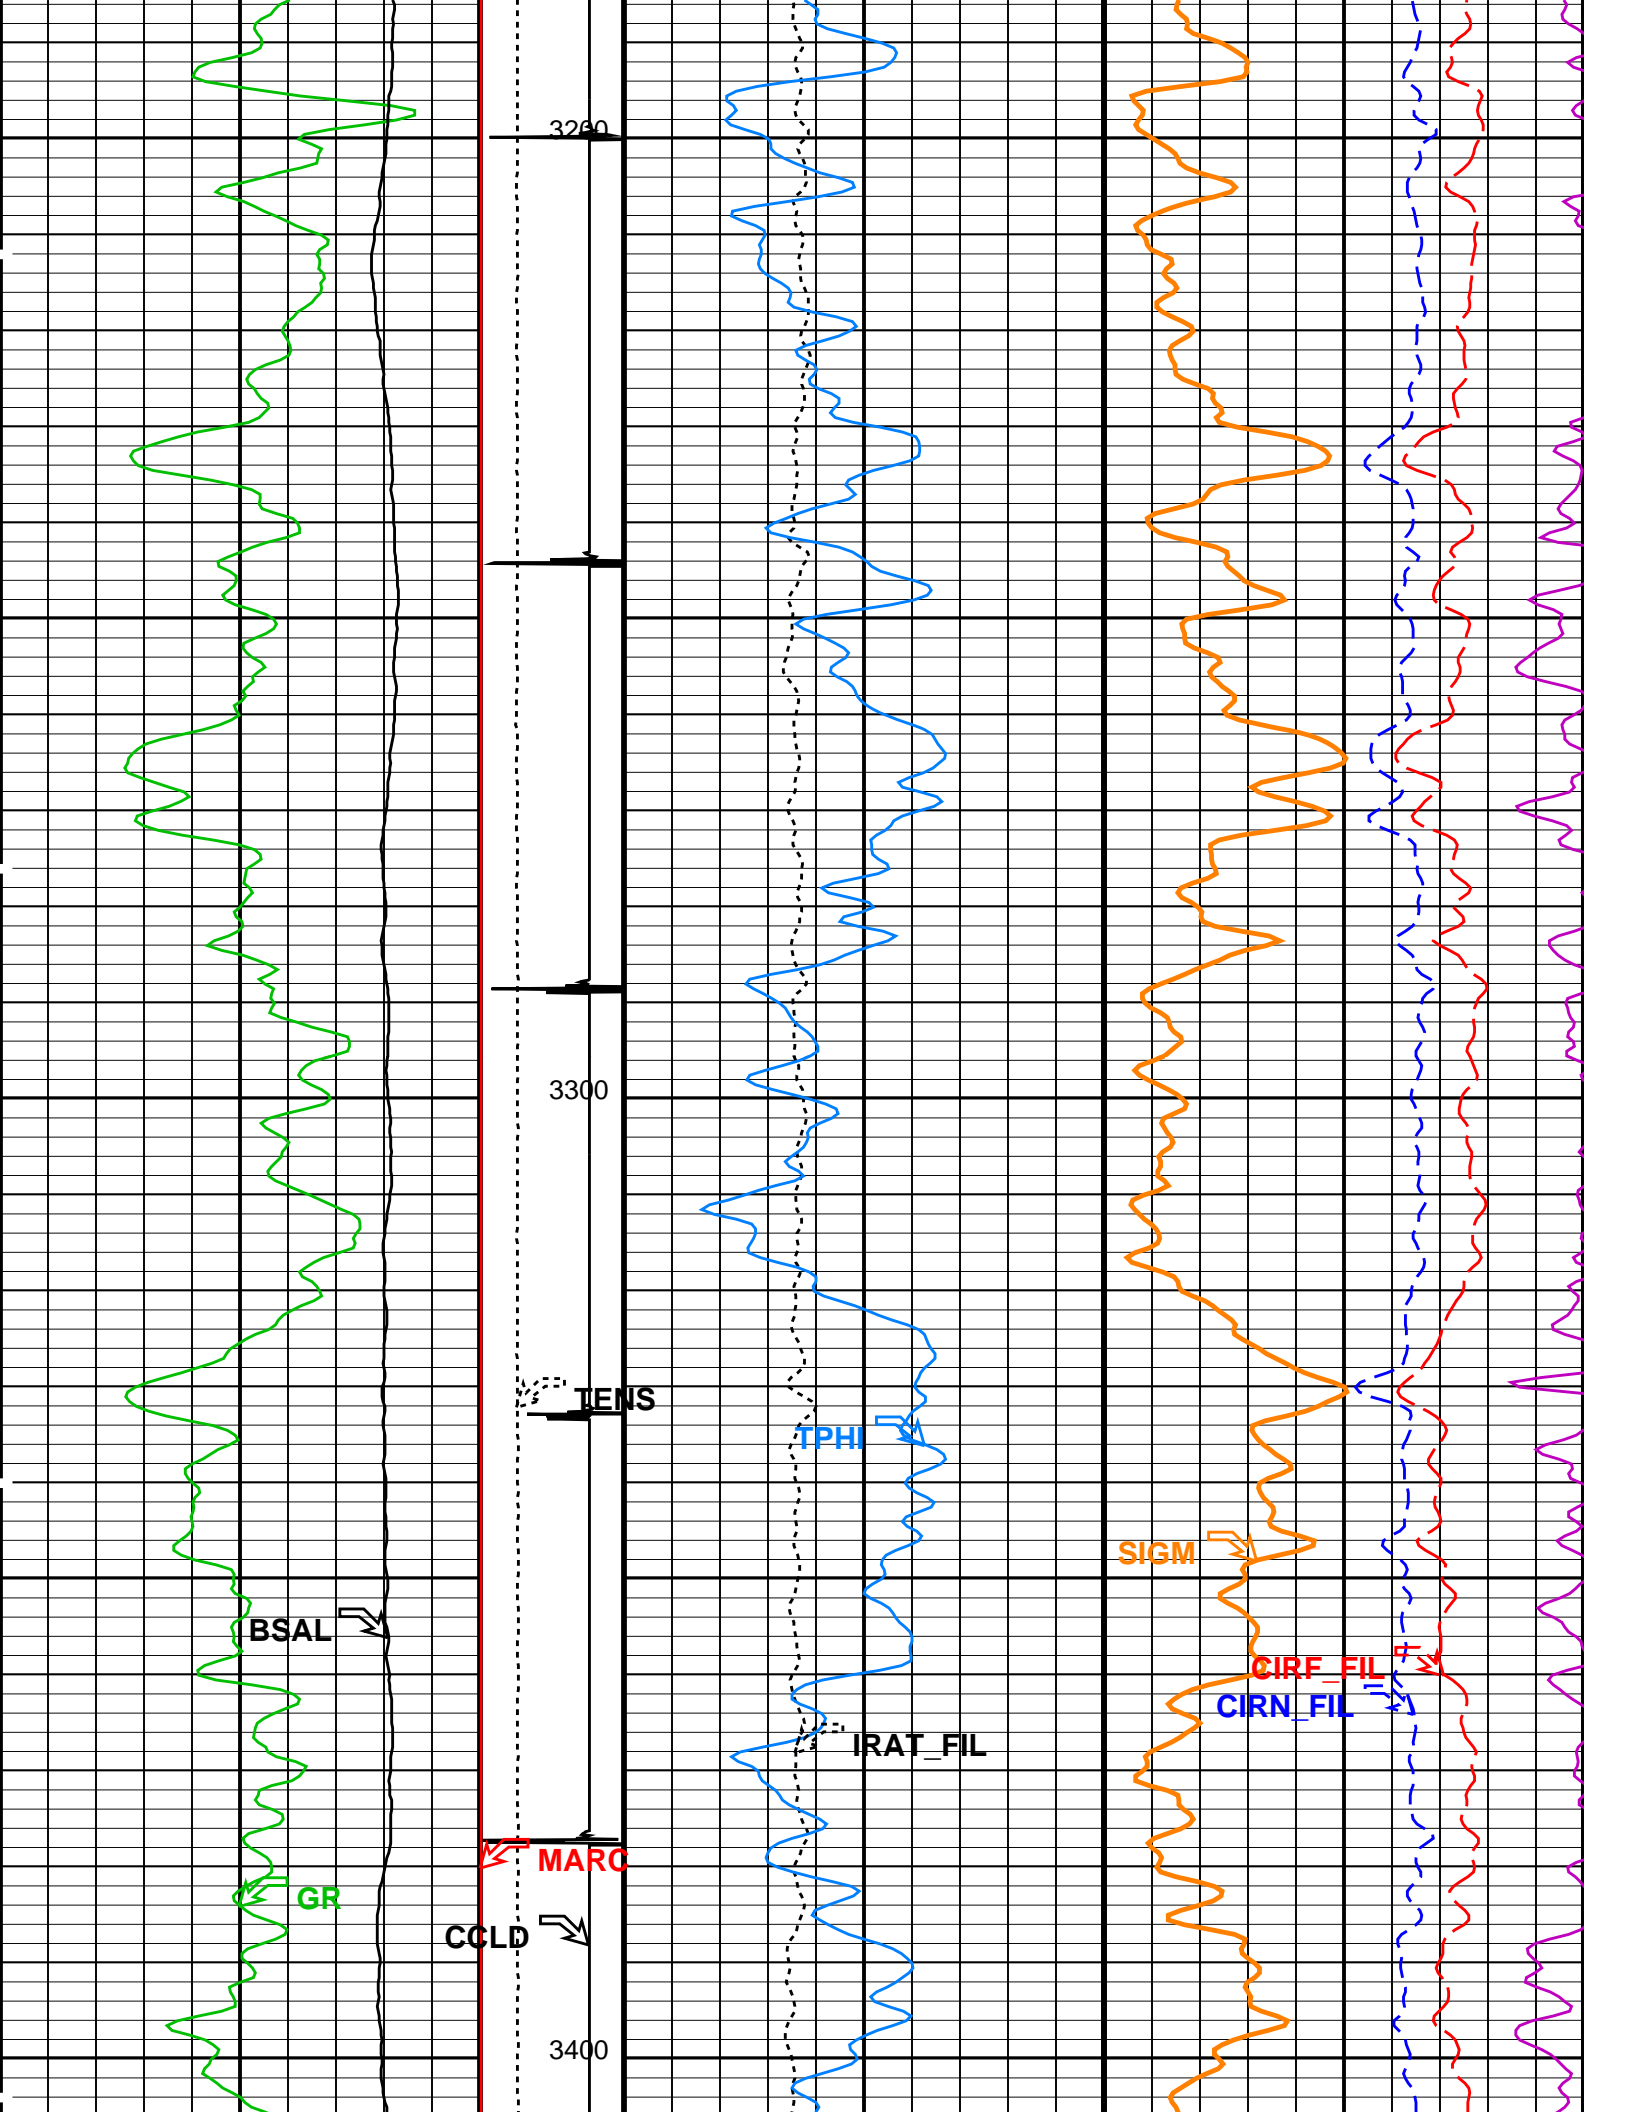 3200
3300
TENS
TPHI
SIGM
BSAL
CIRF_FIL
CIRN_FIL
IRAT_FIL
MARC
GR
CCLD
3400